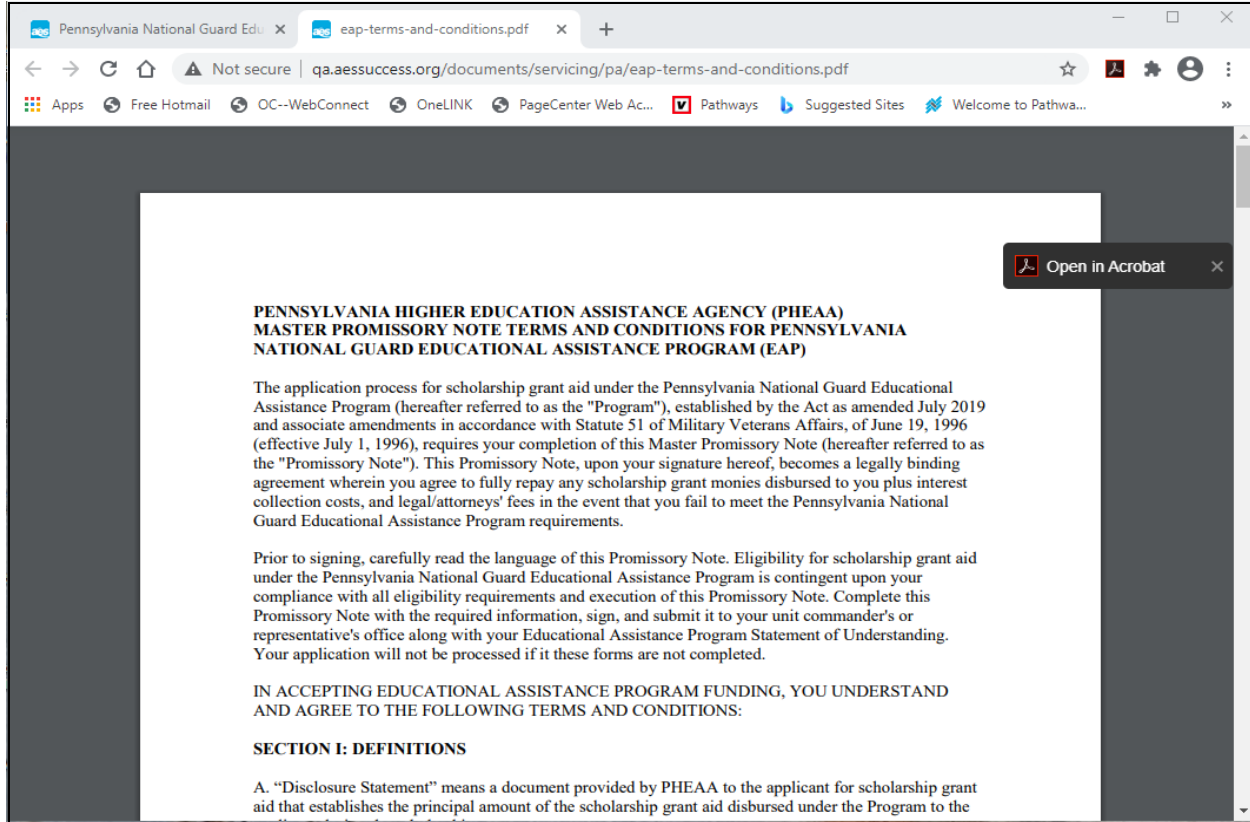 Pennsylvania National Guard Edu
eap-terms-and-conditions.pdf
Not secure | qa.aessuccess.org/documents/servicing/pa/eap-terms-and-conditions.pdf
Apps Free Hotmail OC--WebConnect OneLINK PageCenter Web Ac... Pathways Suggested Sites Welcome to Pathwa... »
Open in Acrobat
PENNSYLVANIA HIGHER EDUCATION ASSISTANCE AGENCY (PHEAA)
MASTER PROMISSORY NOTE TERMS AND CONDITIONS FOR PENNSYLVANIA
NATIONAL GUARD EDUCATIONAL ASSISTANCE PROGRAM (EAP)
The application process for scholarship grant aid under the Pennsylvania National Guard Educational
Assistance Program (hereafter referred to as the "Program"), established by the Act as amended July 2019
and associate amendments in accordance with Statute 51 of Military Veterans Affairs, of June 19, 1996
(effective July 1, 1996), requires your completion of this Master Promissory Note (hereafter referred to as
the "Promissory Note"). This Promissory Note, upon your signature hereof, becomes a legally binding
agreement wherein you agree to fully repay any scholarship grant monies disbursed to you plus interest
collection costs, and legal/attorneys' fees in the event that you fail to meet the Pennsylvania National
Guard Educational Assistance Program requirements.
Prior to signing, carefully read the language of this Promissory Note. Eligibility for scholarship grant aid
under the Pennsylvania National Guard Educational Assistance Program is contingent upon your
compliance with all eligibility requirements and execution of this Promissory Note. Complete this
Promissory Note with the required information, sign, and submit it to your unit commander's or
representative's office along with your Educational Assistance Program Statement of Understanding.
Your application will not be processed if it these forms are not completed.
IN ACCEPTING EDUCATIONAL ASSISTANCE PROGRAM FUNDING, YOU UNDERSTAND
AND AGREE TO THE FOLLOWING TERMS AND CONDITIONS:
SECTION I: DEFINITIONS
A. “Disclosure Statement” means a document provided by PHEAA to the applicant for scholarship grant
aid that establishes the principal amount of the scholarship grant aid disbursed under the Program to the